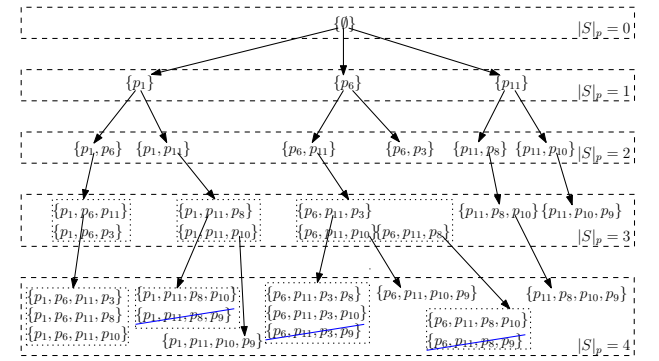 {∅}
|S|ₚ = 0
{p₁} {p₆} {p₁₁}
|S|ₚ = 1
{p₁, p₆} {p₁, p₁₁} {p₆, p₁₁} {p₆, p₃} {p₁₁, p₈} {p₁₁, p₁₀}
|S|ₚ = 2
{p₁, p₆, p₁₁} {p₁, p₁₁, p₈} {p₆, p₁₁, p₃} {p₁₁, p₈, p₁₀} {p₁₁, p₁₀, p₉}
{p₁, p₆, p₃} {p₁, p₁₁, p₁₀} {p₆, p₁₁, p₁₀} {p₆, p₁₁, p₈}
|S|ₚ = 3
{p₁, p₆, p₁₁, p₃} {p₁, p₁₁, p₈, p₁₀} {p₆, p₁₁, p₃, p₈} {p₆, p₁₁, p₁₀, p₉} {p₁₁, p₈, p₁₀, p₉}
{p₁, p₆, p₁₁, p₈} {p₁, p₁₁, p₈, p₉} {p₆, p₁₁, p₃, p₁₀} {p₆, p₁₁, p₈, p₁₀}
{p₁, p₆, p₁₁, p₁₀} {p₁, p₁₁, p₁₀, p₉} {p₆, p₁₁, p₃, p₉} {p₆, p₁₁, p₈, p₉}
|S|ₚ = 4